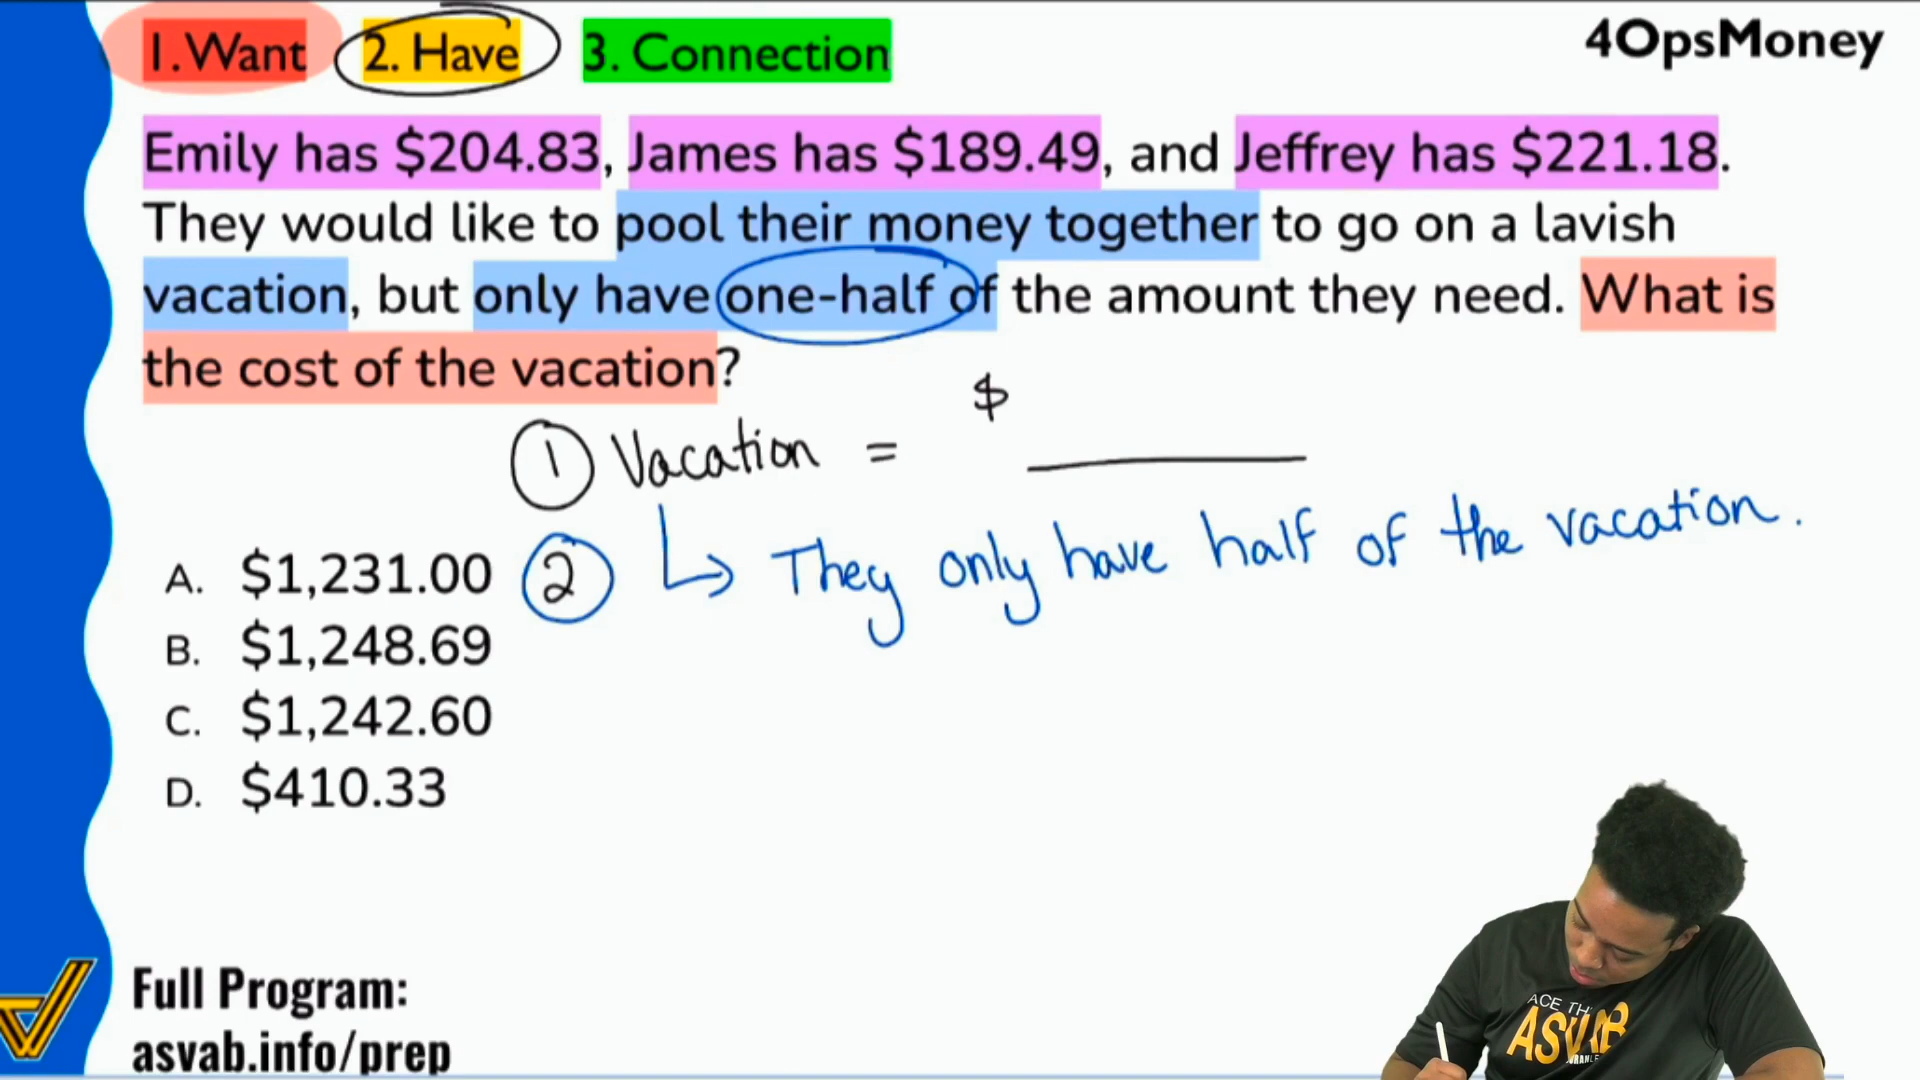 1. Want 2. Have 3. Connection 4OpsMoney
Emily has $204.83, James has $189.49, and Jeffrey has $221.18.
They would like to pool their money together to go on a lavish
vacation, but only have one-half of the amount they need. What is
the cost of the vacation?
① Vacation = $
② ↳ They only have half of the vacation.
A. $1,231.00
B. $1,248.69
C. $1,242.60
D. $410.33
Full Program:
asvab.info/prep
ACE TH
ASVAB